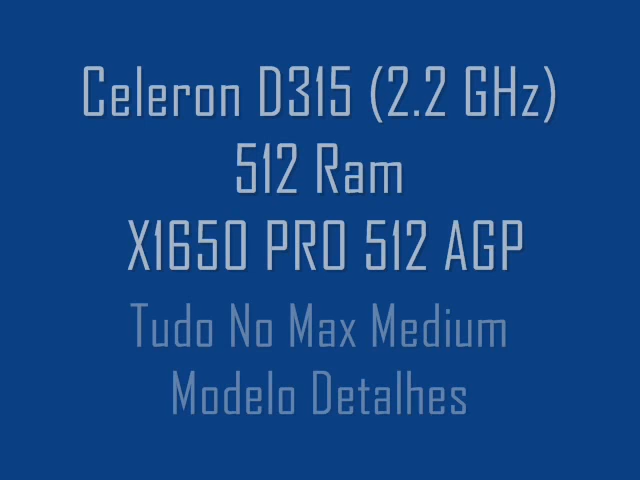 Celeron D315 (2.2 GHz)
512 Ram
X1650 PRO 512 AGP
Tudo No Max Medium
Modelo Detalhes